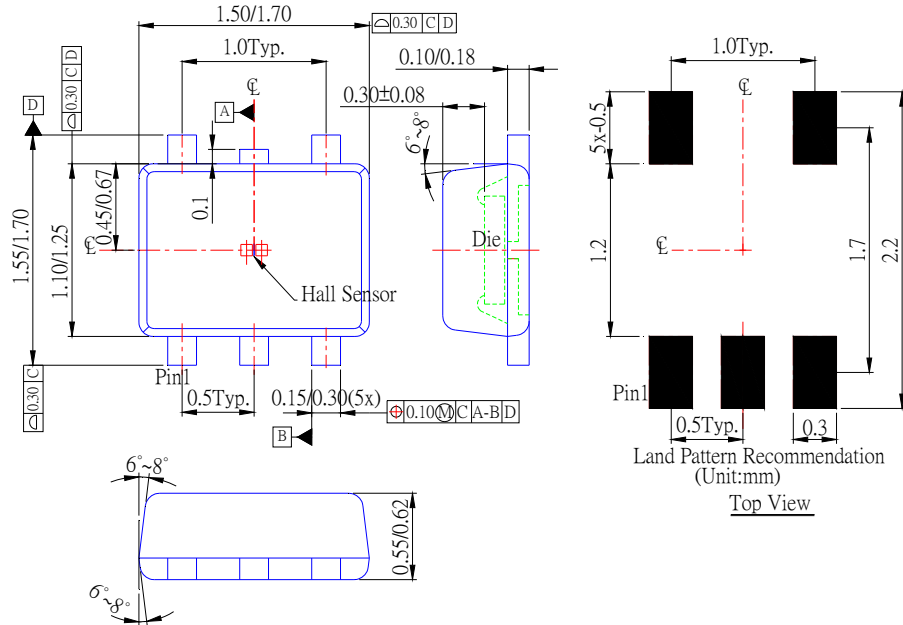 1.50/1.70
⌓ 0.30 C D
1.0Typ.
℄
A
D
⌓ 0.30 C D
1.55/1.70
1.10/1.25
0.45/0.67
0.1
℄
Hall Sensor
Pin1
⌓ 0.30 C
0.5Typ.
0.15/0.30(5x)
B
⌖ 0.10 Ⓜ C A-B D
0.10/0.18
0.30±0.08
6°~8°
Die
1.0Typ.
℄
5x-0.5
1.2
℄
1.7
2.2
Pin1
0.5Typ.
0.3
Land Pattern Recommendation
(Unit:mm)
Top View
6°~8°
0.55/0.62
6°~8°